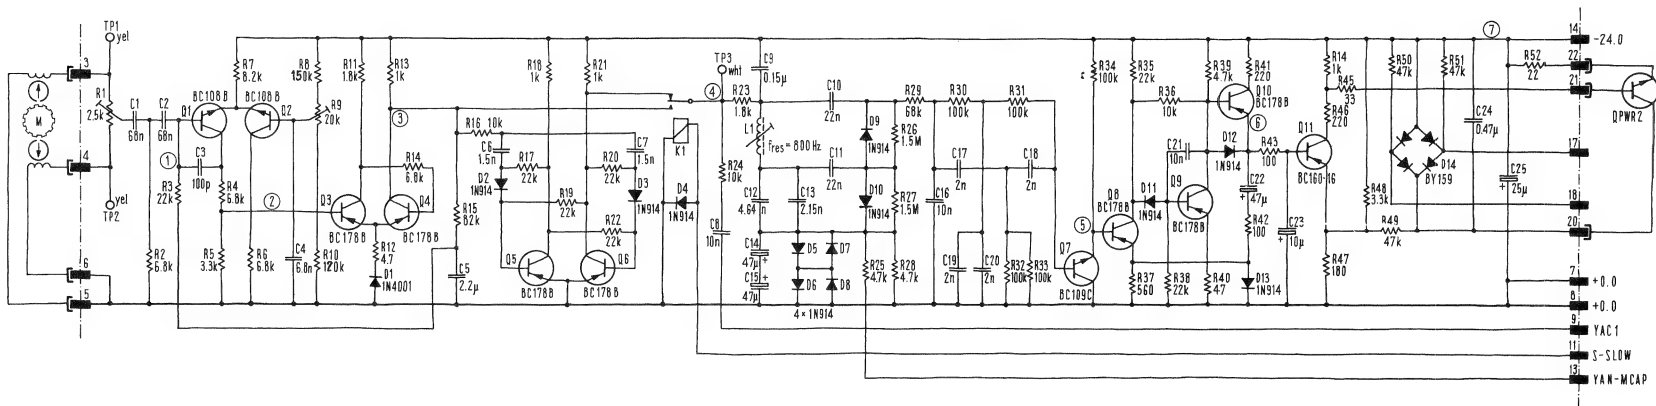 TP1
yel
3
M
4
6
5
R1
2.5k
C1
68n
C2
68n
TP2
yel
1
R3
22k
R2
6.8k
C3
100p
R7
8.2k
BC108B
BC108B
Q1
Q2
R4
6.8k
2
R5
3.3k
R6
6.8k
C4
6.8n
R8
150k
R9
20k
R10
120k
R11
1.8k
R13
1k
3
R14
6.8k
Q3
Q4
BC178B
BC178B
R12
4.7
D1
1N4001
R16 10k
R15
82k
C5
2.2µ
C6
1.5n
D2
1N914
R18
1k
R17
22k
R19
22k
R21
1k
R20
22k
R22
22k
C7
1.5n
D3
1N914
Q5
Q6
BC178B
BC178B
K1
D4
1N914
TP3
wht
4
R23
1.8k
R24
10k
C8
10n
C9
0.15µ
L1
Fres = 800 Hz
C10
22n
C11
22n
C12
4.64 n
C13
2.15n
C14
47µ
+
C15
+
47µ
D5
D7
D6
D8
4 × 1N914
D9
1N914
D10
1N914
R25
4.7k
R29
68k
R26
1.5M
R27
1.5M
R28
4.7k
C16
10n
R30
100k
R31
100k
C17
2n
C18
2n
C19
2n
C20
2n
R32
100k
R33
100k
5
Q7
BC109C
R34
100k
R35
22k
Q8
BC178B
R36
10k
D11
1N914
R37
560
R38
22k
C21
10n
Q9
BC178B
R39
4.7k
R40
47
D12
1N914
R41
220
Q10
BC178B
6
C22
+
47µ
R42
100
D13
1N914
R43
100
C23
+
10µ
Q11
BC160-16
R14
1k
R45
33
R46
220
R47
180
R48
3.3k
R49
47k
R50
47k
R51
47k
D14
BY159
C24
0.47µ
7
C25
+
25µ
R52
22
14
-24.0
22
21
QPWR2
17
18
20
7
+0.0
8
+0.0
9
YAC1
11
S-SLOW
13
YAN-MCAP